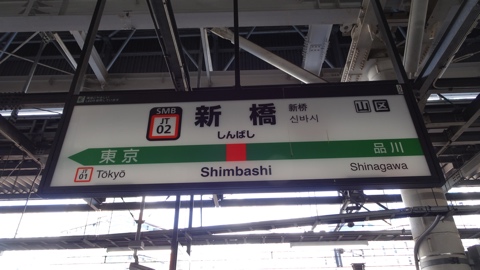 SMB
JT
02
新橋
しんばし
新桥
신바시
山区
東京
品川
JT
01
Tōkyō
Shimbashi
Shinagawa